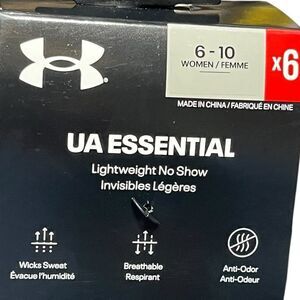 6 - 10
WOMEN / FEMME
x6
MADE IN CHINA / FABRIQUÉ EN CHINE
UA ESSENTIAL
Lightweight No Show
Invisibles Légères
Wicks Sweat
Évacue l'humidité
Breathable
Respirant
Anti-Odor
Anti-Odeur